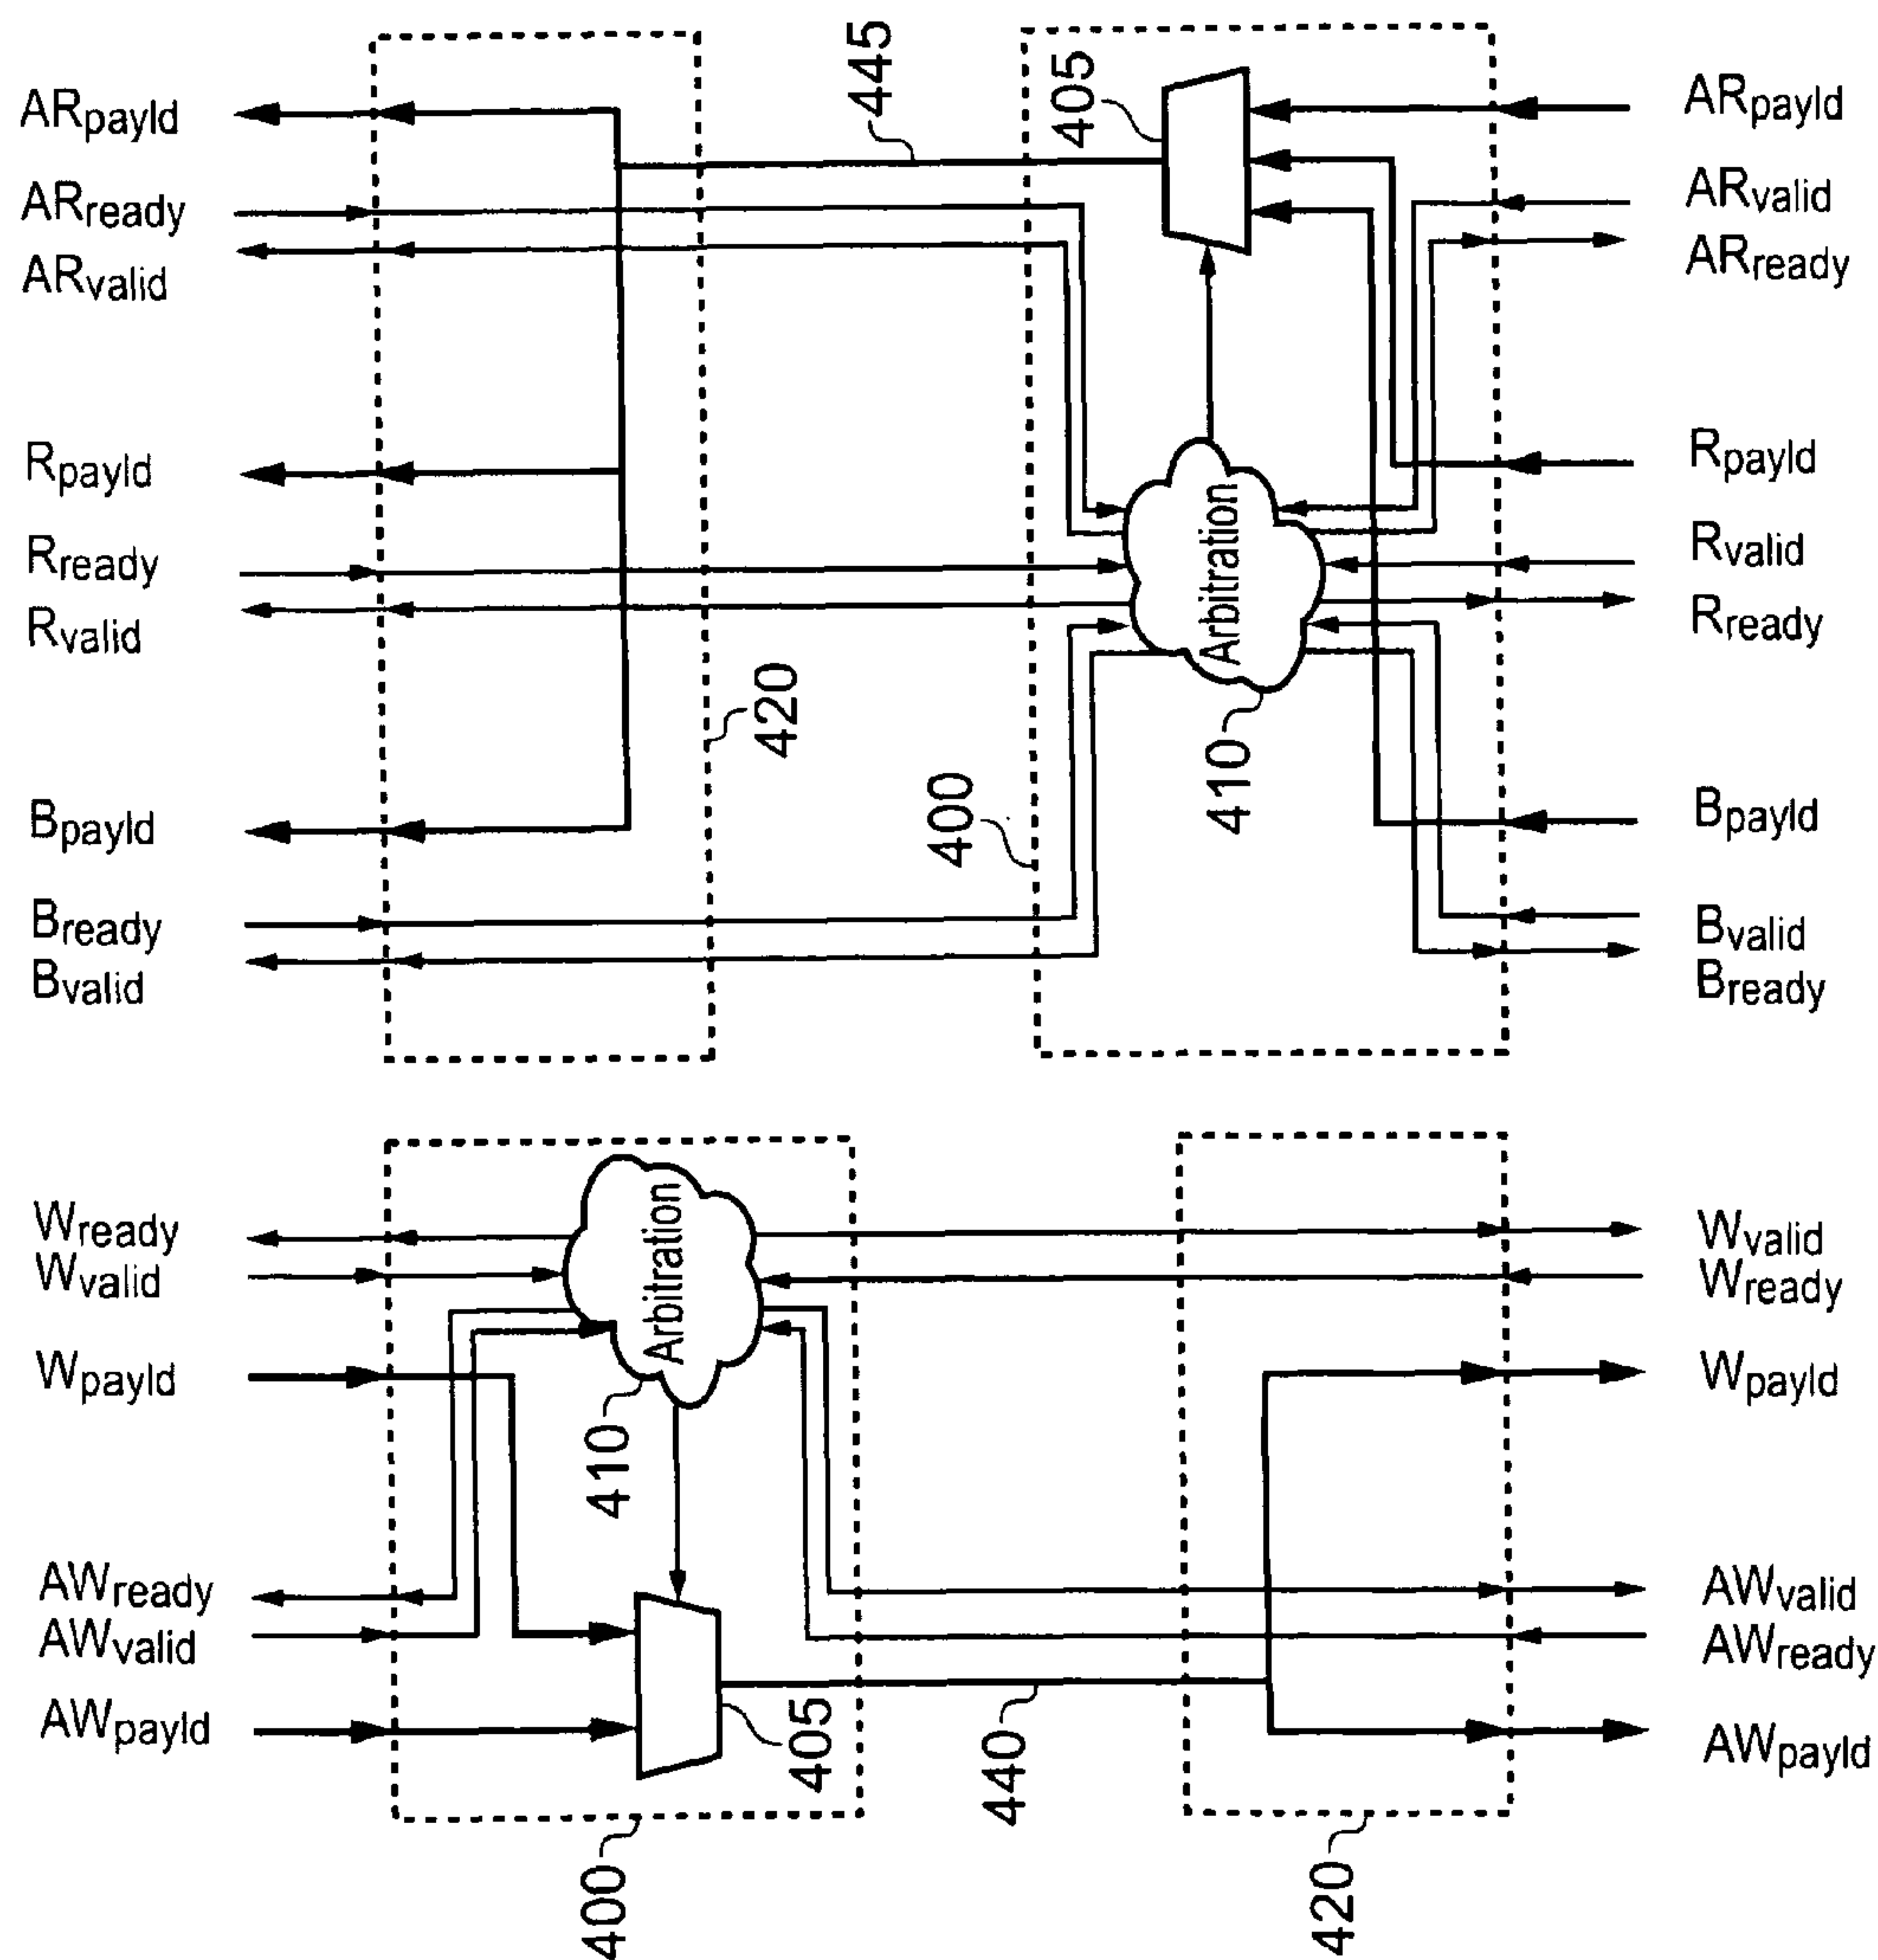 ARpayld
ARready
ARvalid
Rpayld
Rready
Rvalid
Bpayld
Bready
Bvalid
Wready
Wvalid
Wpayld
AWready
AWvalid
AWpayld
445
405
420
Arbitration
410
400
Arbitration
410
405
440
400
420
ARpayld
ARvalid
ARready
Rpayld
Rvalid
Rready
Bpayld
Bvalid
Bready
Wvalid
Wready
Wpayld
AWvalid
AWready
AWpayld